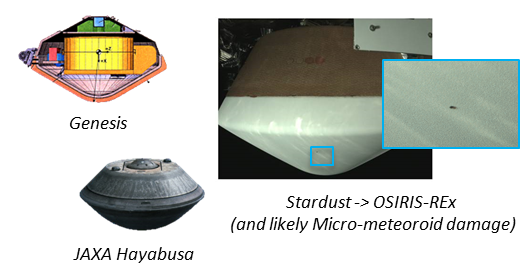 Genesis
Stardust -> OSIRIS-REx
(and likely Micro-meteoroid damage)
JAXA Hayabusa